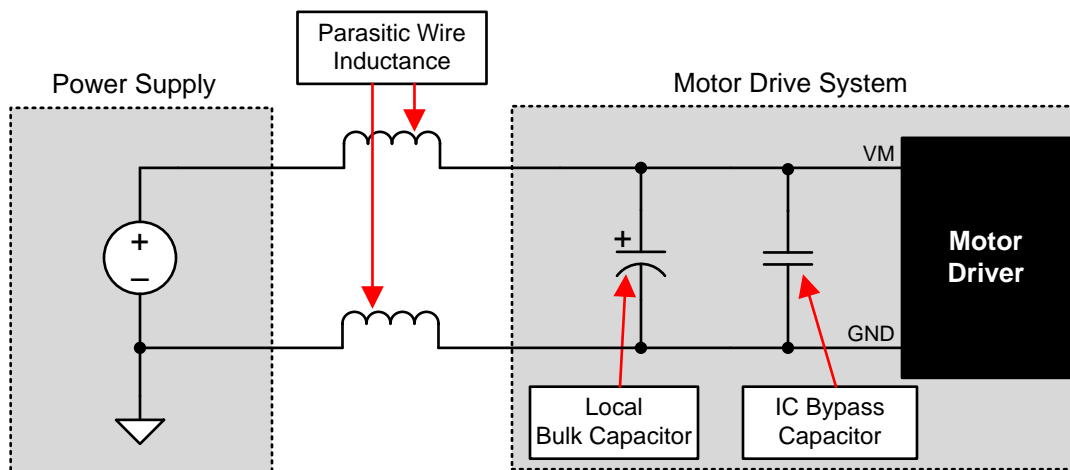 Parasitic Wire
Inductance
Power Supply
Motor Drive System
VM
+
+
–
Motor
Driver
GND
Local
Bulk Capacitor
IC Bypass
Capacitor